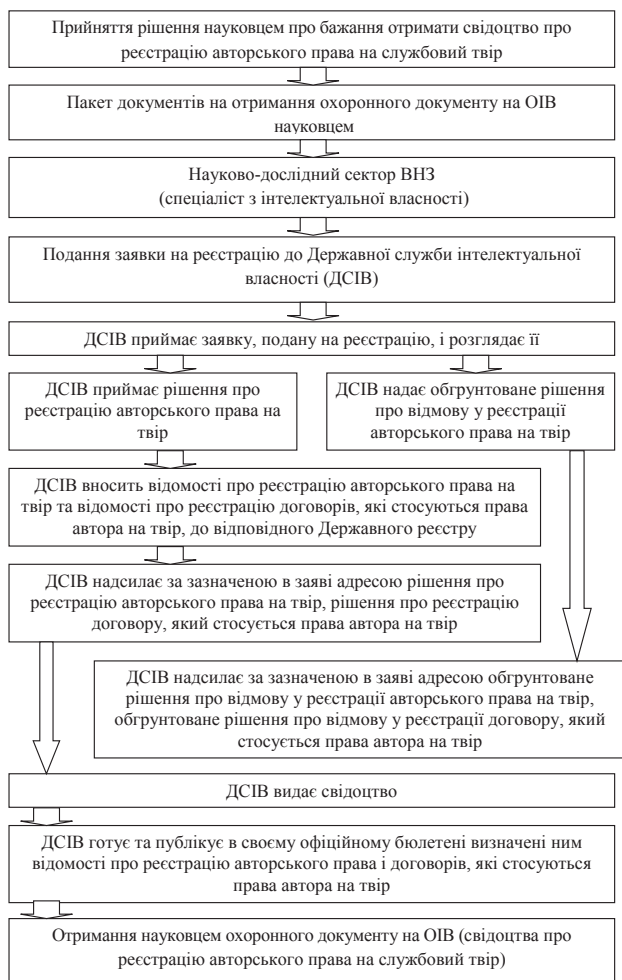 Прийняття рішення науковцем про бажання отримати свідоцтво про
реєстрацію авторського права на службовий твір
Пакет документів на отримання охоронного документу на ОІВ
науковцем
Науково-дослідний сектор ВНЗ
(спеціаліст з інтелектуальної власності)
Подання заявки на реєстрацію до Державної служби інтелектуальної
власності (ДСІВ)
ДСІВ приймає заявку, подану на реєстрацію, і розглядає її
ДСІВ приймає рішення про
реєстрацію авторського права на
твір
ДСІВ надає обгрунтоване рішення
про відмову у реєстрації
авторського права на твір
ДСІВ вносить відомості про реєстрацію авторського права на
твір та відомості про реєстрацію договорів, які стосуються права
автора на твір, до відповідного Державного реєстру
ДСІВ надсилає за зазначеною в заяві адресою рішення про
реєстрацію авторського права на твір, рішення про реєстрацію
договору, який стосується права автора на твір
ДСІВ надсилає за зазначеною в заяві адресою обгрунтоване
рішення про відмову у реєстрації авторського права на твір,
обгрунтоване рішення про відмову у реєстрації договору, який
стосується права автора на твір
ДСІВ видає свідоцтво
ДСІВ готує та публікує в своєму офіційному бюлетені визначені ним
відомості про реєстрацію авторського права і договорів, які стосуються
права автора на твір
Отримання науковцем охоронного документу на ОІВ (свідоцтва про
реєстрацію авторського права на службовий твір)